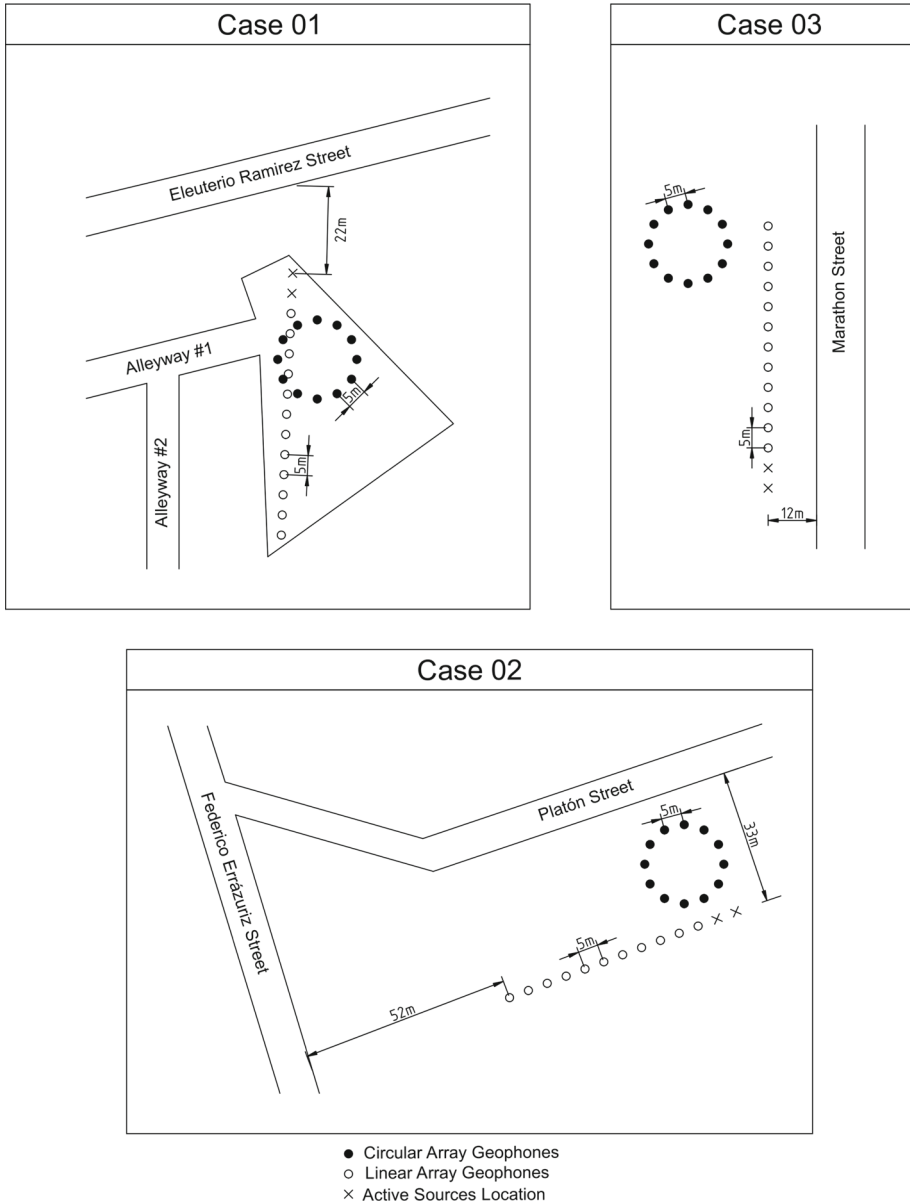 Case 01
Eleuterio Ramirez Street
22m
Alleyway #1
5m
5m
Alleyway #2
Case 03
5m
Marathon Street
5m
12m
Case 02
Federico Errázuriz Street
Platón Street
5m
33m
5m
52m
Circular Array Geophones
Linear Array Geophones
Active Sources Location